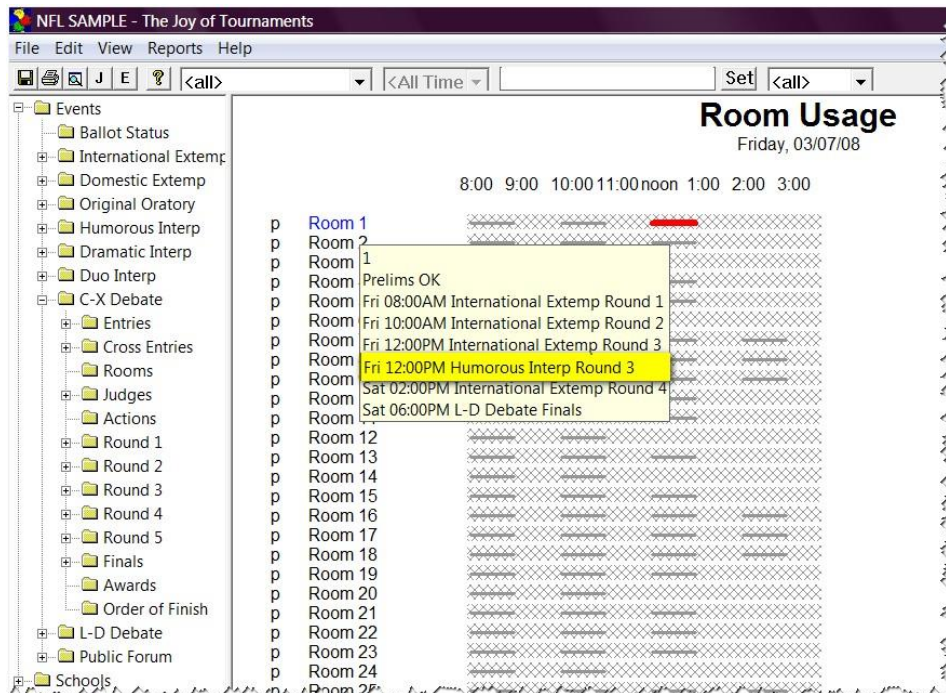 NFL SAMPLE - The Joy of Tournaments
File Edit View Reports Help
J E ? <all> <All Time Set <all>
Events
Ballot Status
International Extemp
Domestic Extemp
Original Oratory
Humorous Interp
Dramatic Interp
Duo Interp
C-X Debate
Entries
Cross Entries
Rooms
Judges
Actions
Round 1
Round 2
Round 3
Round 4
Round 5
Finals
Awards
Order of Finish
L-D Debate
Public Forum
Schools
Room Usage
Friday, 03/07/08
8:00 9:00 10:00 11:00 noon 1:00 2:00 3:00
p Room 1
p Room 2
p Room
p Room
p Room
p Room
p Room
p Room
p Room
p Room
p Room
p Room 12
p Room 13
p Room 14
p Room 15
p Room 16
p Room 17
p Room 18
p Room 19
p Room 20
p Room 21
p Room 22
p Room 23
p Room 24
1
Prelims OK
Fri 08:00AM International Extemp Round 1
Fri 10:00AM International Extemp Round 2
Fri 12:00PM International Extemp Round 3
Fri 12:00PM Humorous Interp Round 3
Sat 02:00PM International Extemp Round 4
Sat 06:00PM L-D Debate Finals